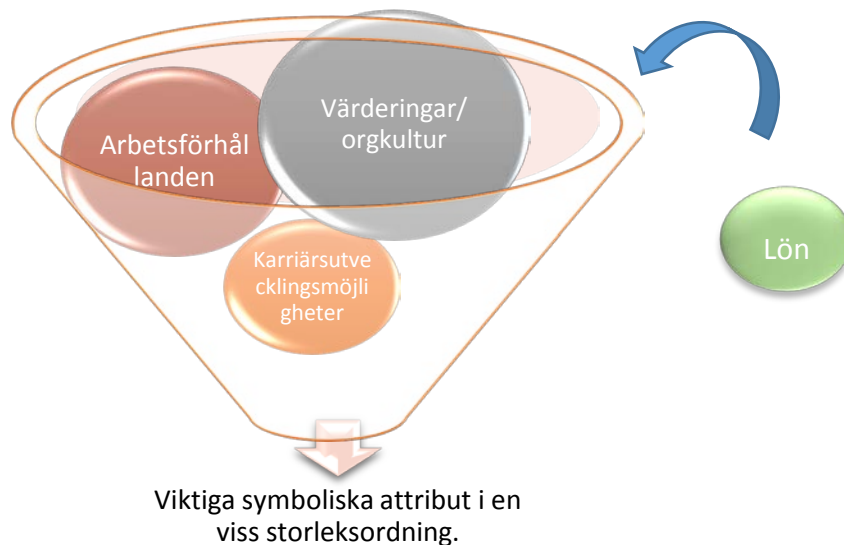 Värderingar/
orgkultur
Arbetsförhål
landen
Lön
Karriärsutve
cklingsmöjli
gheter
Viktiga symboliska attribut i en
viss storleksordning.